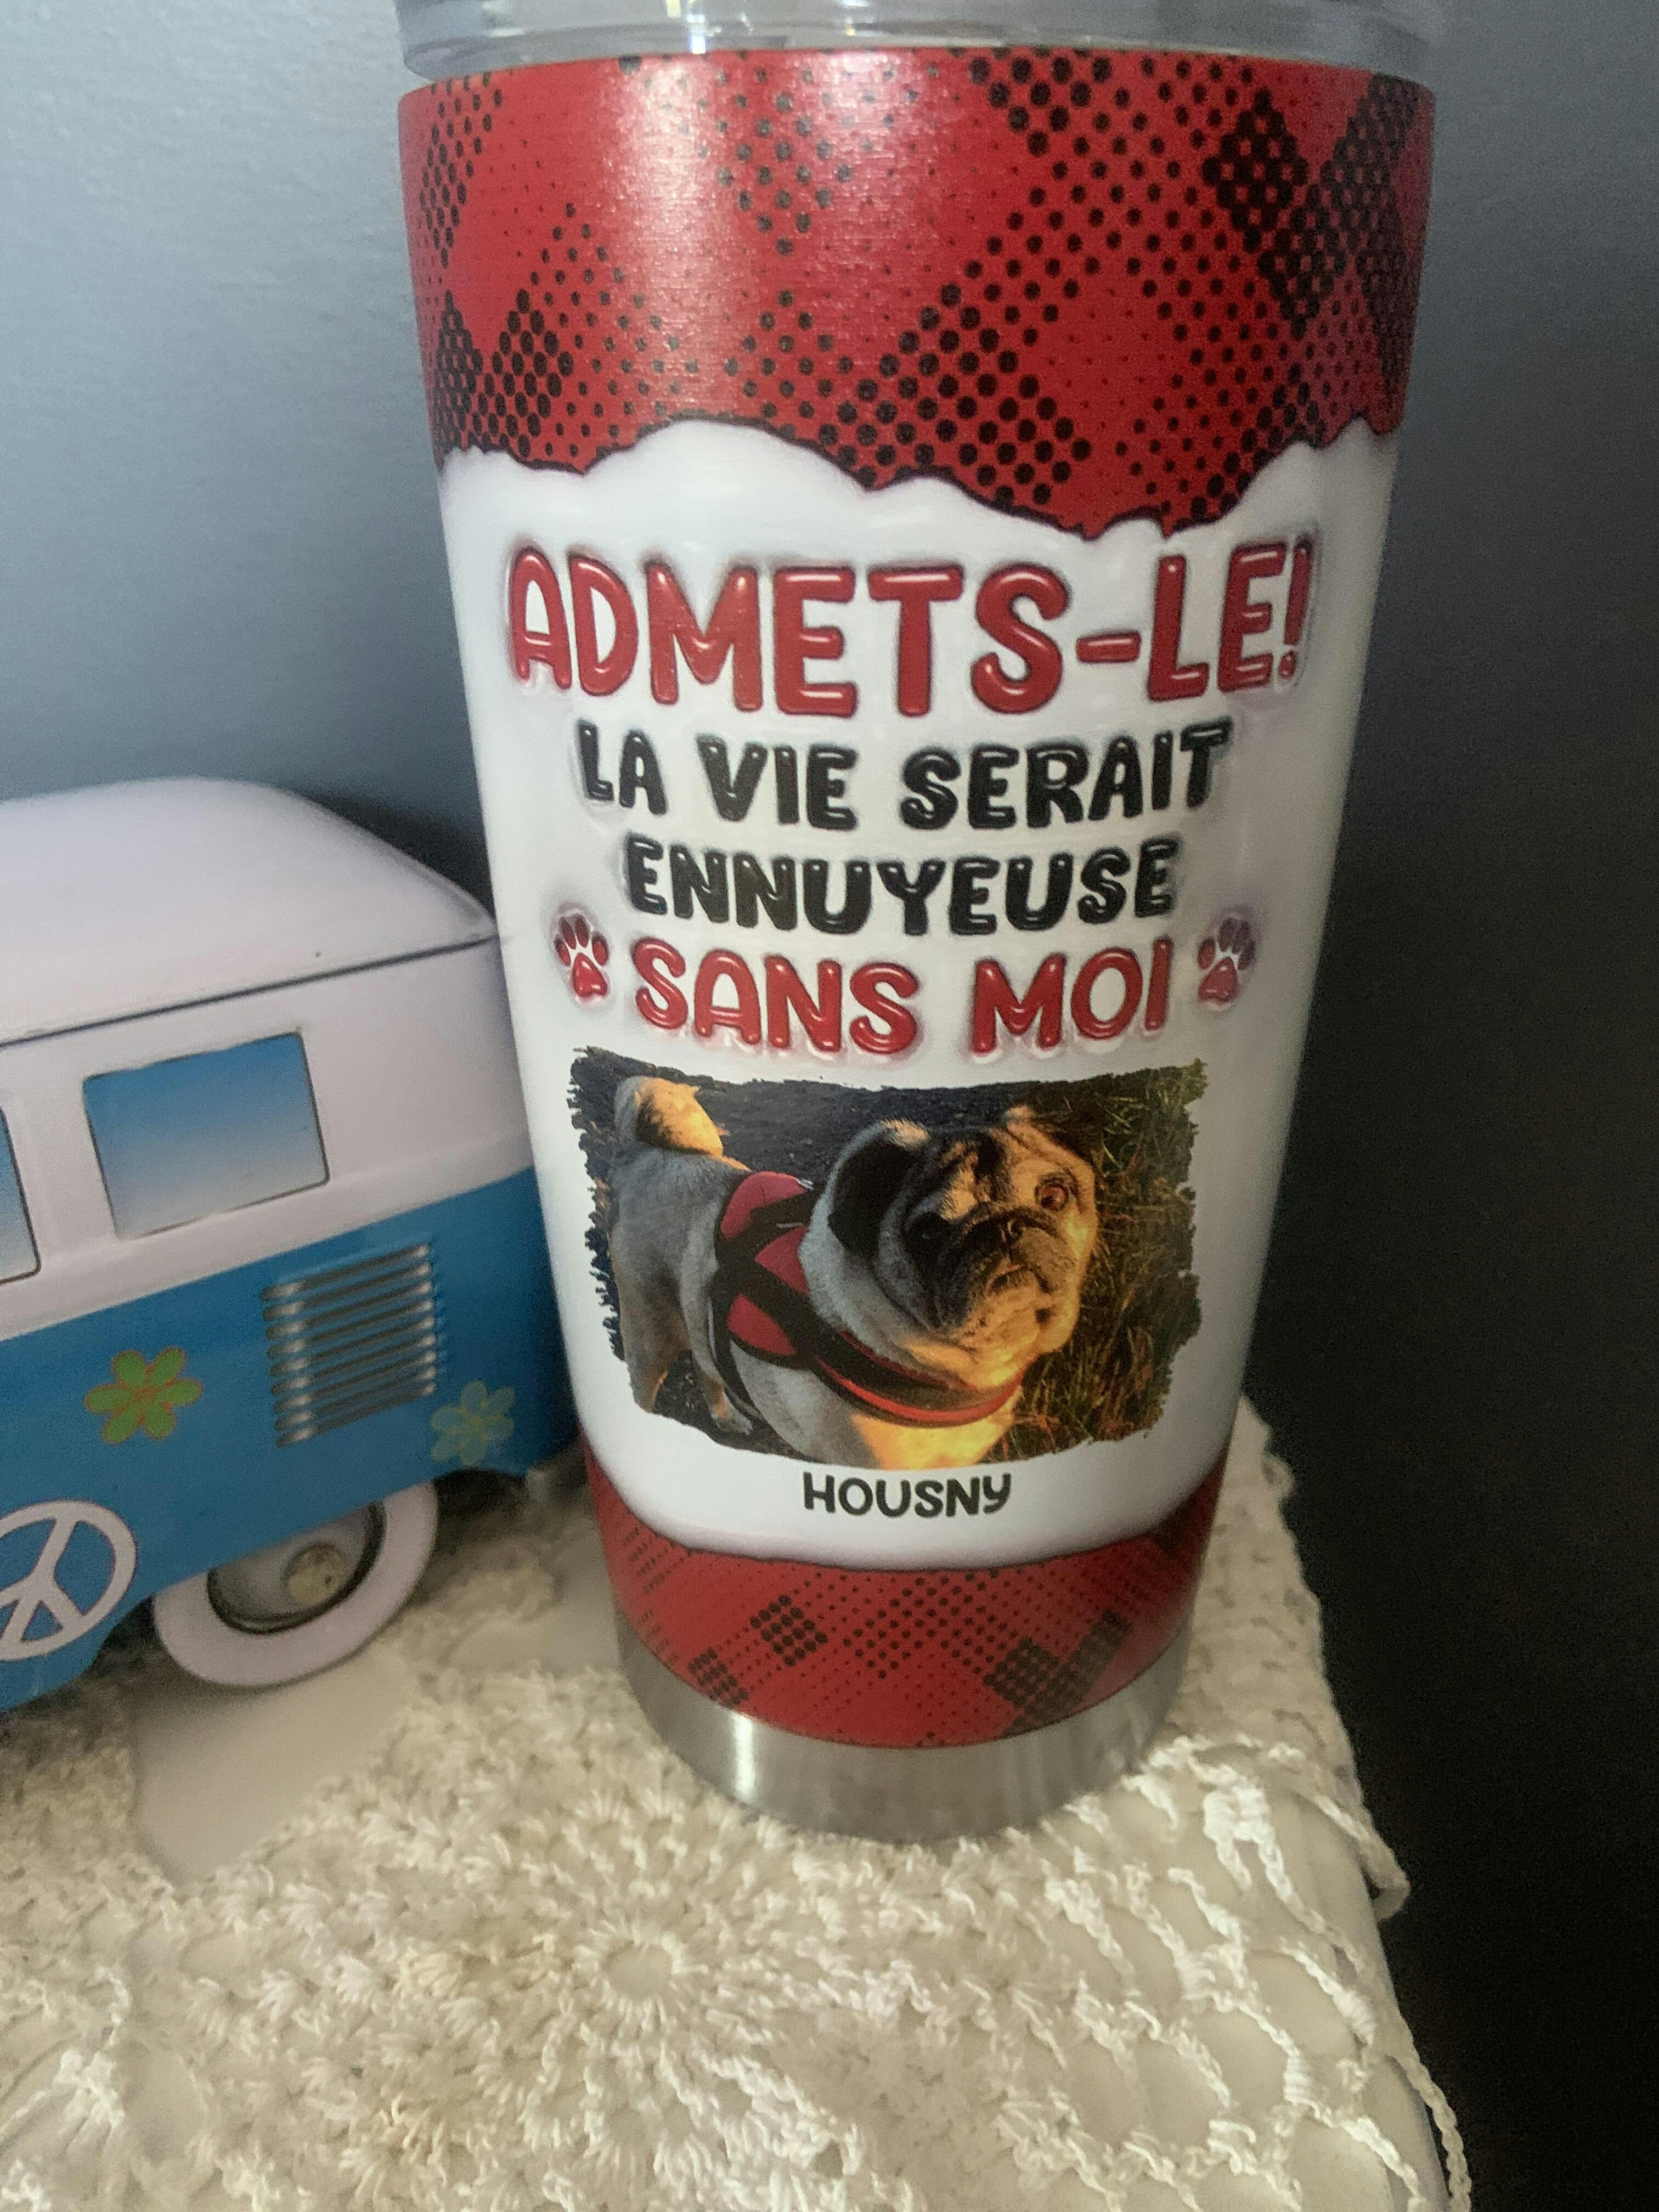 ADMETS-LE!
LA VIE SERAIT
ENNUYEUSE
SANS MOI
HOUSNY